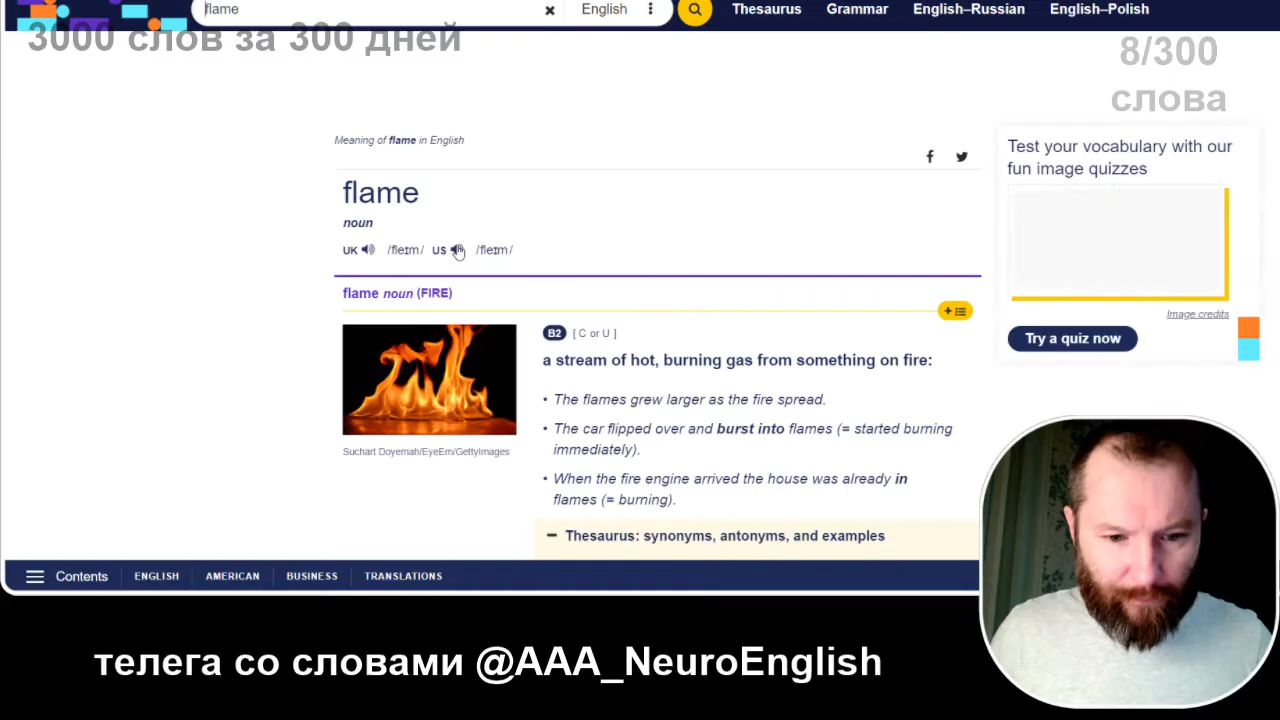 flame
English
Thesaurus
Grammar
English–Russian
English–Polish
3000 слов за 300 дней
8/300
слова
Meaning of flame in English
flame
noun
UK /fleɪm/ US /fleɪm/
flame noun (FIRE)
B2 [ C or U ]
a stream of hot, burning gas from something on fire:
• The flames grew larger as the fire spread.
• The car flipped over and burst into flames (= started burning
immediately).
• When the fire engine arrived the house was already in
flames (= burning).
Suchart Doyemah/EyeEm/GettyImages
Thesaurus: synonyms, antonyms, and examples
Test your vocabulary with our
fun image quizzes
Image credits
Try a quiz now
Contents
ENGLISH
AMERICAN
BUSINESS
TRANSLATIONS
телега со словами @AAA_NeuroEnglish